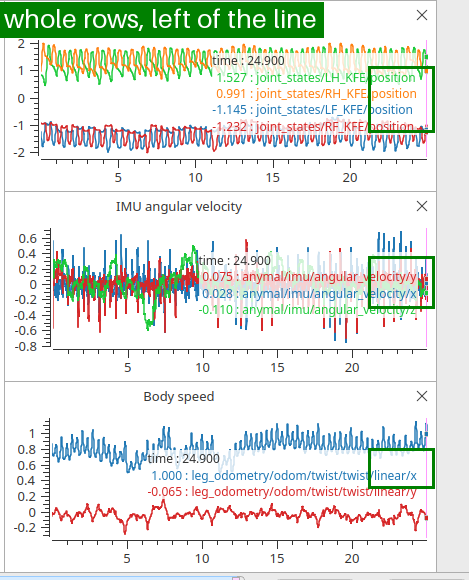 whole rows, left of the line
2
1
0
-1
-2
time : 24.900
1.527 : joint_states/LH_KFE/position
0.991 : joint_states/RH_KFE/position
-1.145 : joint_states/LF_KFE/position
-1.232 : joint_states/RF_KFE/position
5 10 15 20
IMU angular velocity
0.6
0.4
0.2
0
-0.2
-0.4
-0.6
-0.8
time : 24.900
0.075 : anymal/imu/angular_velocity/y
0.028 : anymal/imu/angular_velocity/x
-0.110 : anymal/imu/angular_velocity/z
5 10 15 20
Body speed
1
0.8
0.6
0.4
0.2
0
-0.2
time : 24.900
1.000 : leg_odometry/odom/twist/twist/linear/x
-0.065 : leg_odometry/odom/twist/twist/linear/y
5 10 15 20